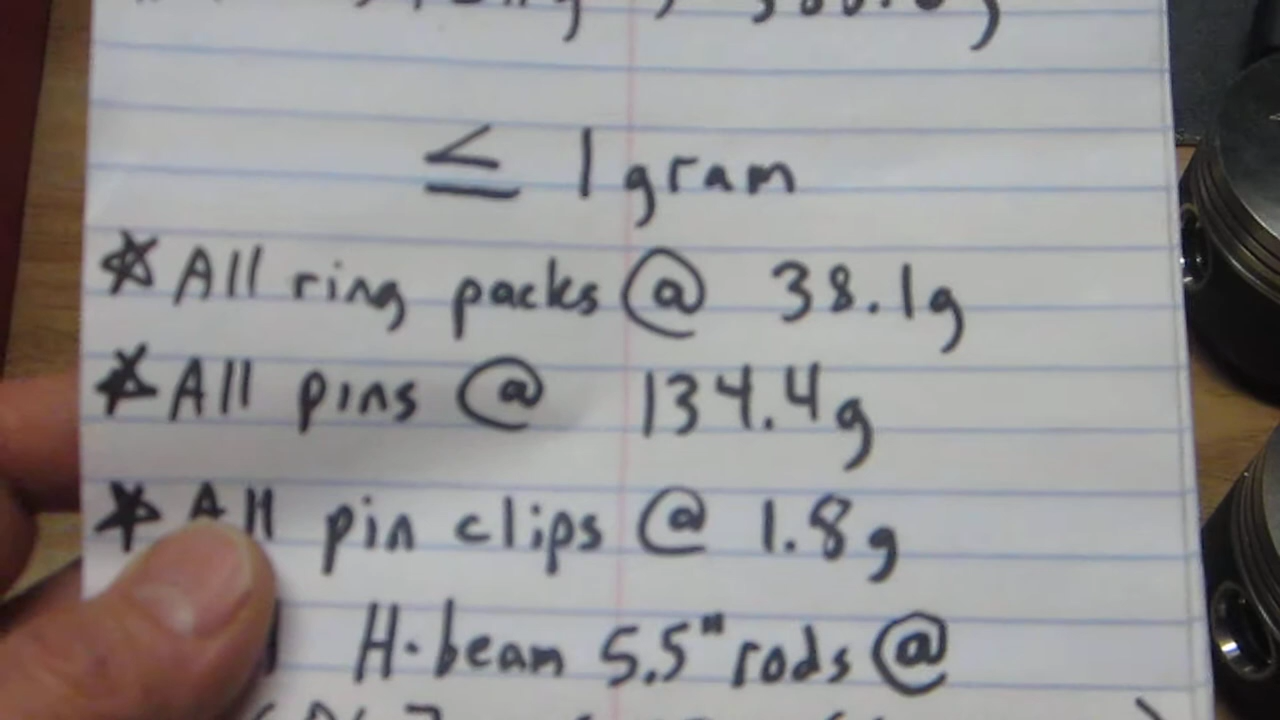 ≤ 1 gram
☆ All ring packs @ 38.1g
☆ All pins @ 134.4g
☆ All pin clips @ 1.8g
H-beam 5.5" rods @